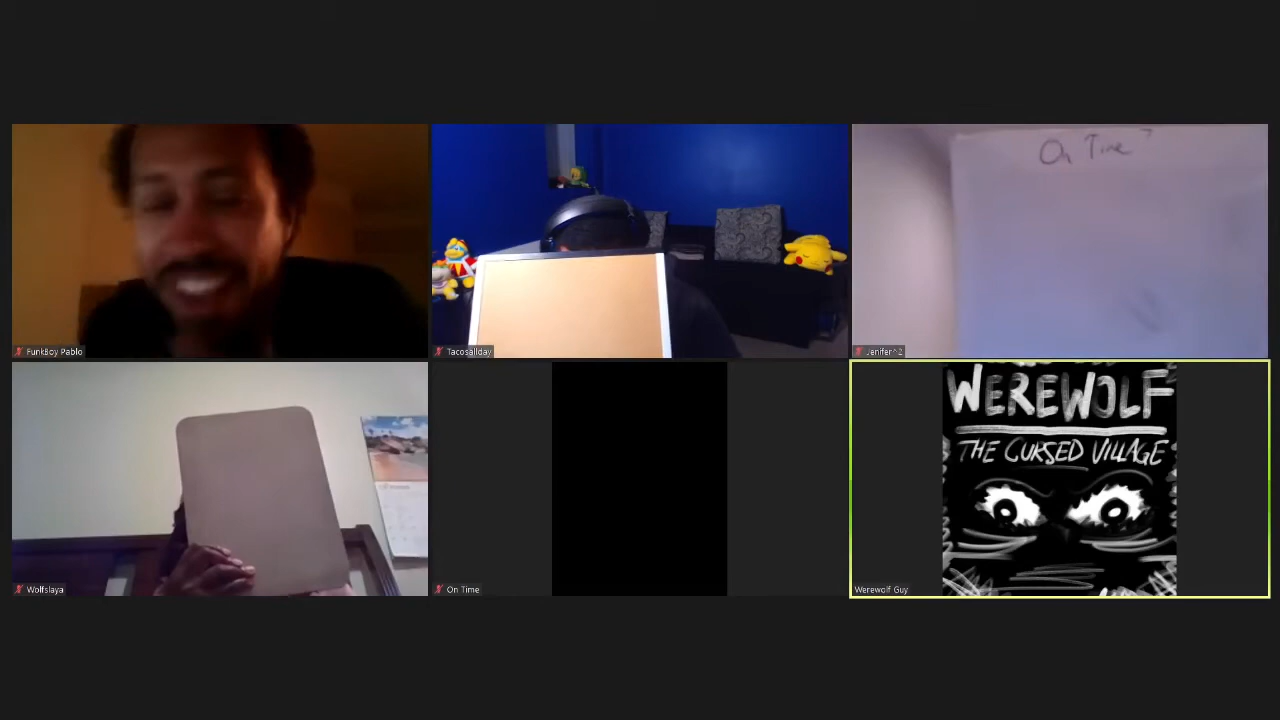 On Time?
FunkBoy Pablo
Tacosallday
Jenifer^2
WEREWOLF
THE CURSED VILLAGE
Wolfslaya
On Time
Werewolf Guy